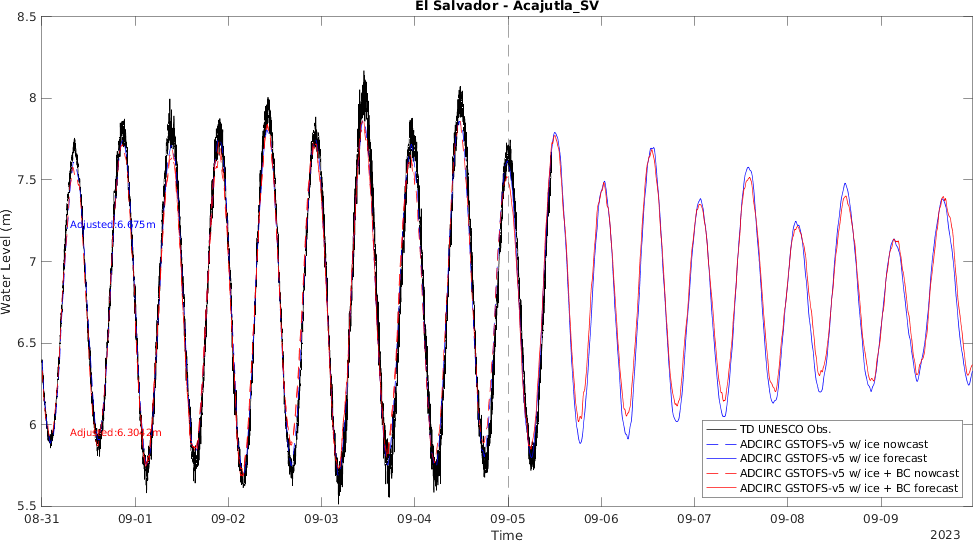 El Salvador - Acajutla_SV
8.5
8
7.5
7
6.5
6
5.5
Water Level (m)
Adjusted:6.675m
Adjusted:6.3042m
TD UNESCO Obs.
ADCIRC GSTOFS-v5 w/ ice nowcast
ADCIRC GSTOFS-v5 w/ ice forecast
ADCIRC GSTOFS-v5 w/ ice + BC nowcast
ADCIRC GSTOFS-v5 w/ ice + BC forecast
08-31 09-01 09-02 09-03 09-04 09-05 09-06 09-07 09-08 09-09
Time
2023